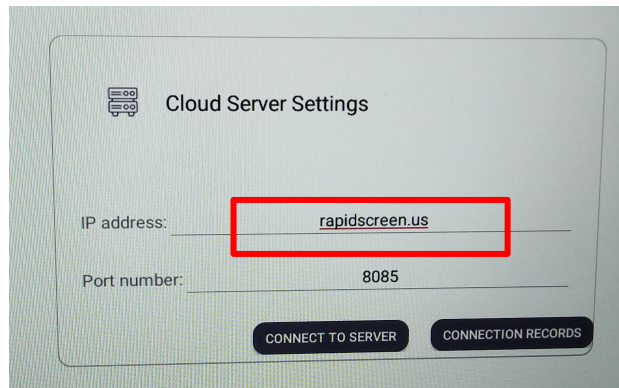 Cloud Server Settings
IP address: rapidscreen.us
Port number: 8085
CONNECT TO SERVER CONNECTION RECORDS